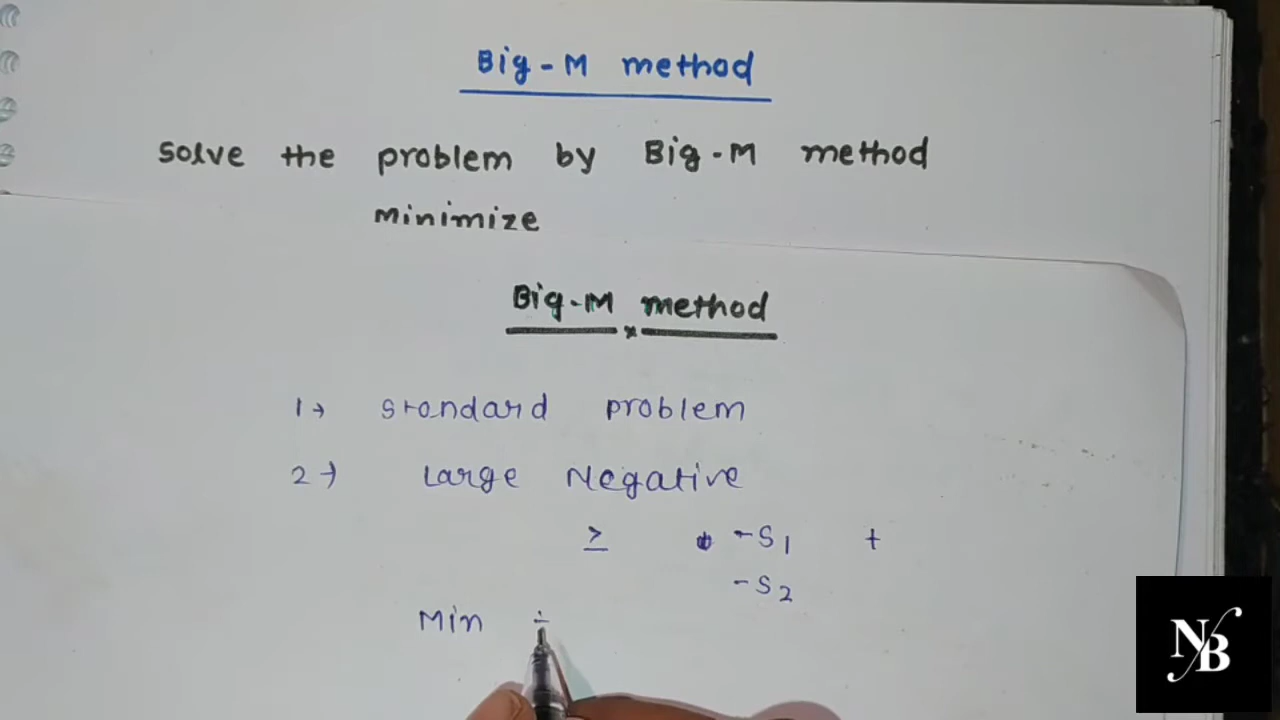 Big-M method
Solve the problem by Big-M method
Minimize
Big-M method
1→ Standard problem
2→ Large Negative
≥ -S1 +
-S2
Min
NB